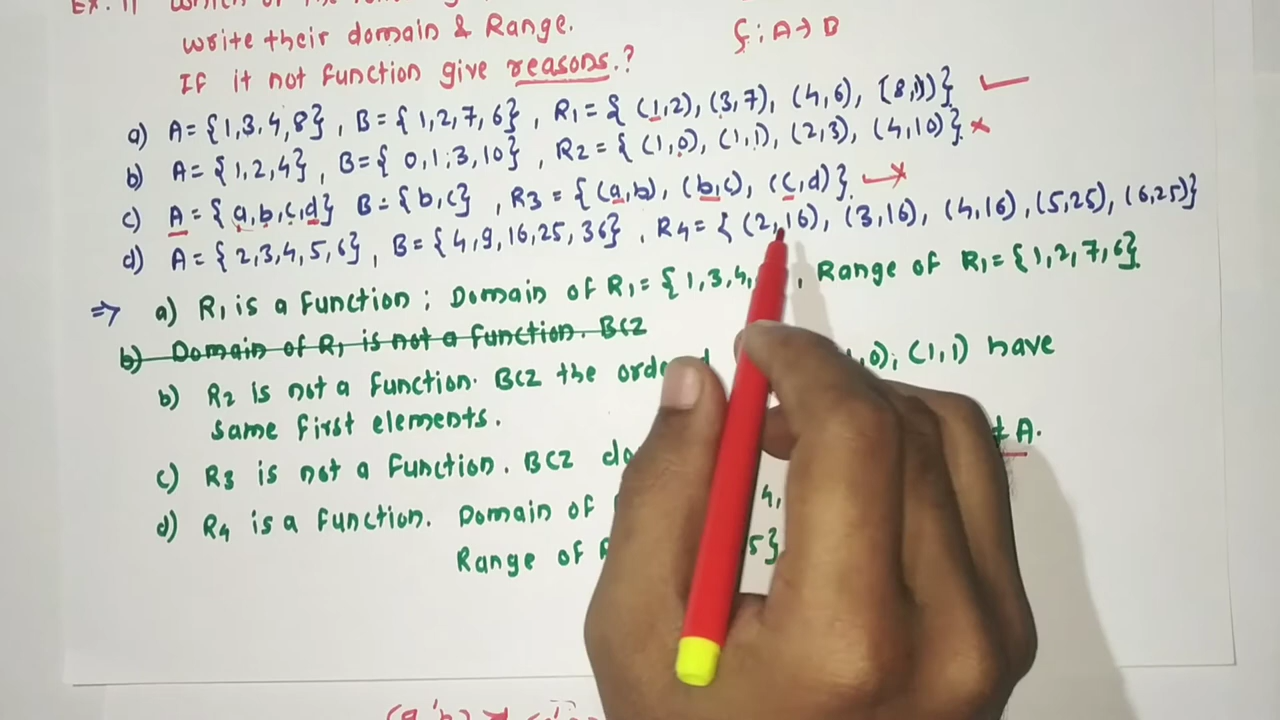 write their domain & Range.
f : A → B
If it not function give reasons.?
a) A = {1,3,4,8} , B = {1,2,7,6} , R1 = { (1,2), (3,7), (4,6), (8,1)}
b) A = {1,2,4} , B = { 0,1,3,10} , R2 = { (1,0), (1,1), (2,3), (4,10)}
c) A = {a,b,c,d} B = {b,c} , R3 = {(a,b), (b,c), (c,d)}
d) A = {2,3,4,5,6} , B = {4,9,16,25,36} , R4 = { (2,16), (3,16), (4,16), (5,25), (6,25)}
⇒ a) R1 is a function ; Domain of R1 = {1,3,4, , Range of R1 = {1,2,7,6}
b) Domain of R1 is not a function. BCZ
b) R2 is not a function. BCZ the ,0), (1,1) have
same first elements.
c) R3 is not a function. BCZ ≠ A.
d) R4 is a function. Domain of 4,
Range of 5}